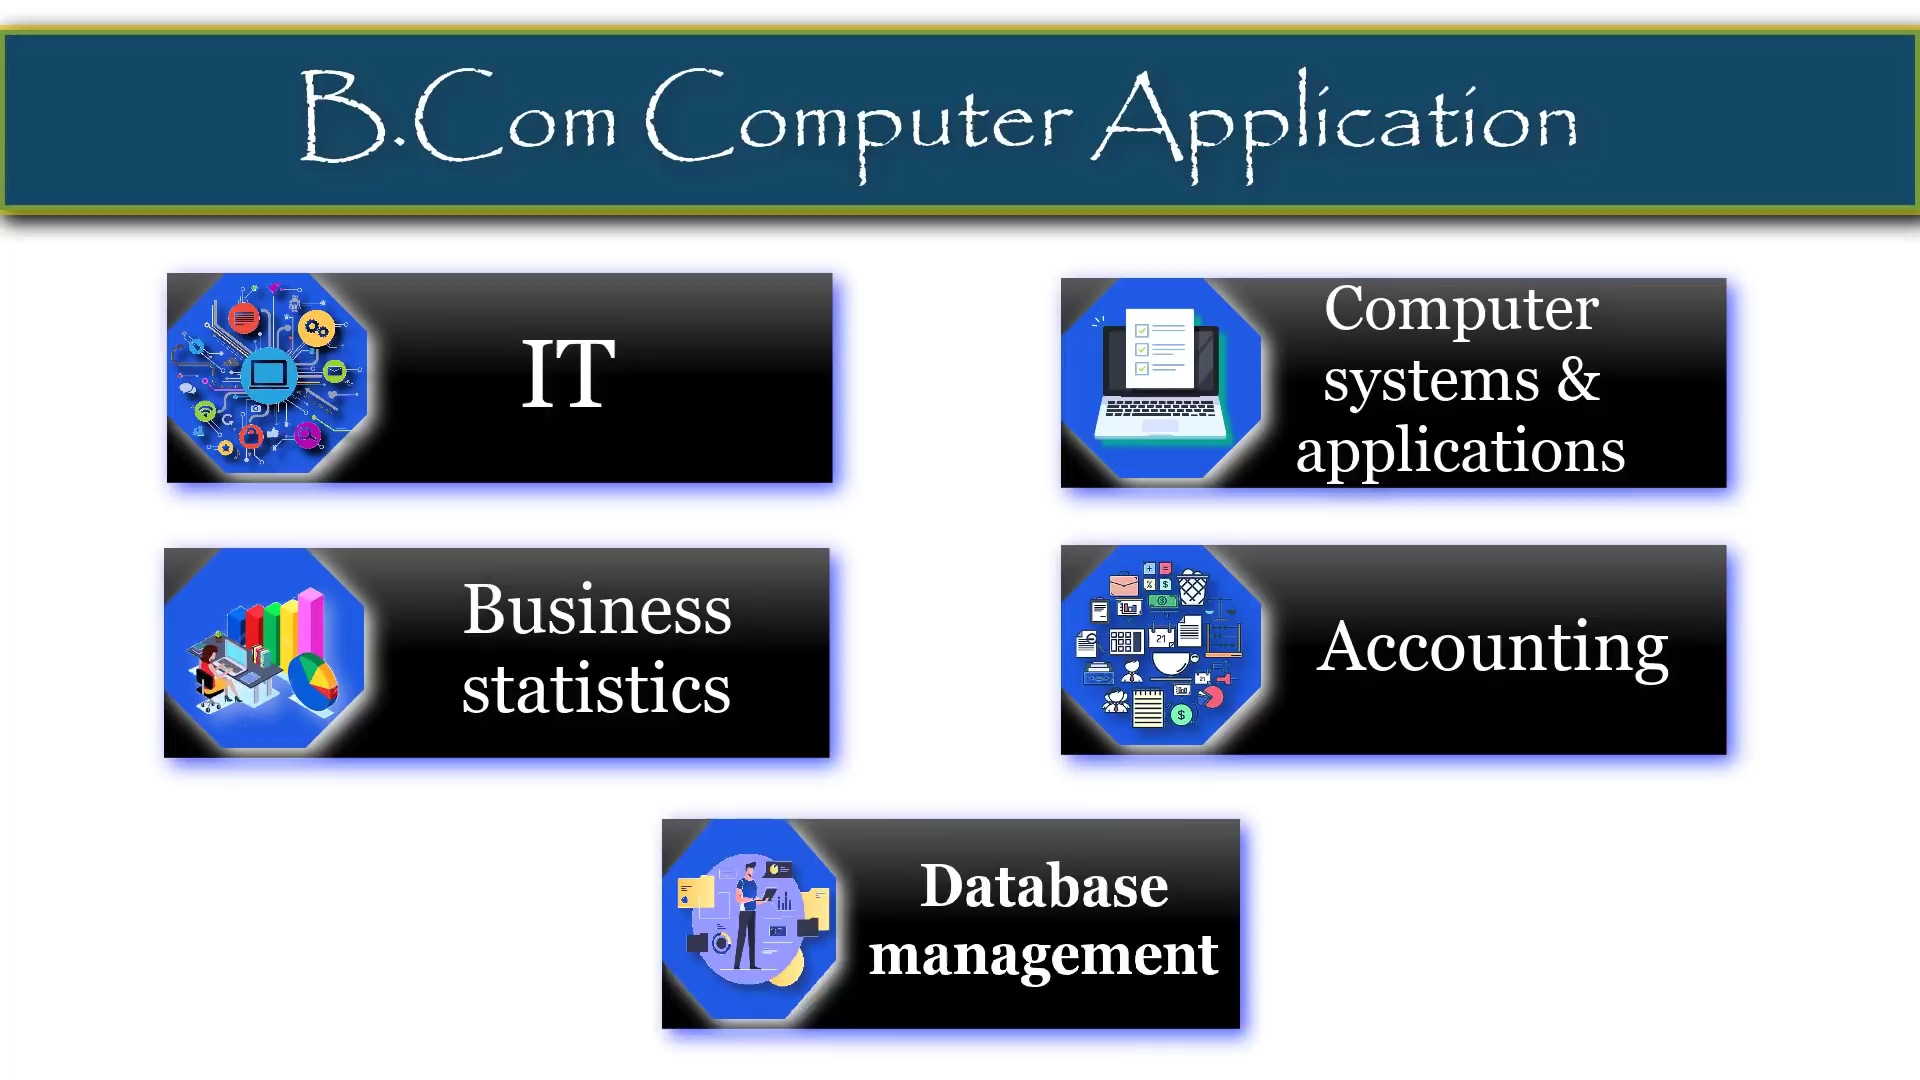 B.Com Computer Application
IT
Computer
systems &
applications
Business
statistics
Accounting
Database
management